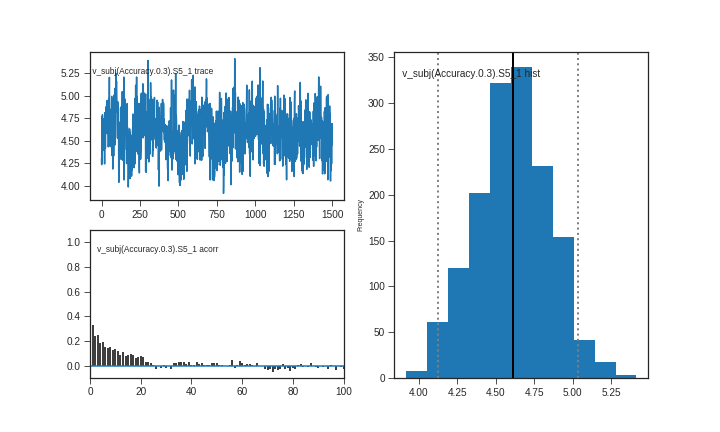 v_subj(Accuracy.0.3).S5_1 trace
5.25
5.00
4.75
4.50
4.25
4.00
0 250 500 750 1000 1250 1500
v_subj(Accuracy.0.3).S5_1 acorr
1.0
0.8
0.6
0.4
0.2
0.0
0 20 40 60 80 100
v_subj(Accuracy.0.3).S5_1 hist
Frequency
350
300
250
200
150
100
50
0
4.00 4.25 4.50 4.75 5.00 5.25